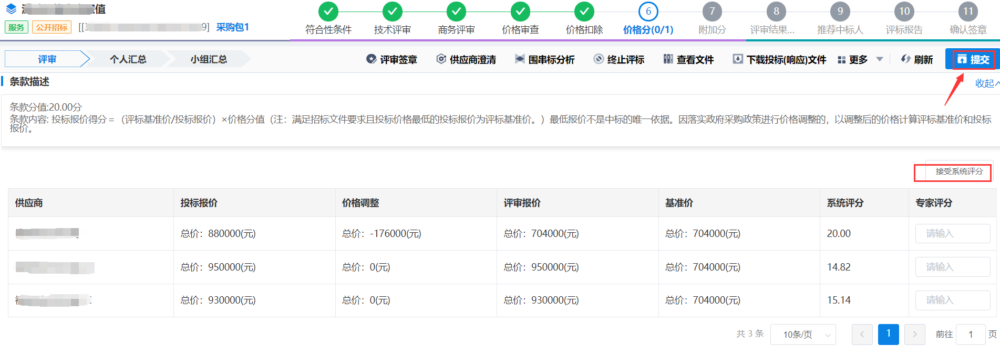 值
服务 公开招标 9] 采购包1
6 7 8 9 10 11
符合性条件 技术评审 商务评审 价格审查 价格扣除 价格分(0/1) 附加分 评审结果... 推荐中标人 评标报告 确认签章
评审 个人汇总 小组汇总 评审签章 供应商澄清 围串标分析 终止评标 查看文件 下载投标(响应)文件 更多 刷新 提交
条款描述 收起
条款分值:20.00分
条款内容: 投标报价得分＝（评标基准价/投标报价）×价格分值（注：满足招标文件要求且投标价格最低的投标报价为评标基准价。）最低报价不是中标的唯一依据。因落实政府采购政策进行价格调整的，以调整后的价格计算评标基准价和投标
报价。
接受系统评分
供应商 投标报价 价格调整 评审报价 基准价 系统评分 专家评分
总价：880000(元) 总价：-176000(元) 总价：704000(元) 总价：704000(元) 20.00 请输入
总价：950000(元) 总价：0(元) 总价：950000(元) 总价：704000(元) 14.82 请输入
总价：930000(元) 总价：0(元) 总价：930000(元) 总价：704000(元) 15.14 请输入
共 3 条 10条/页 1 前往 1 页